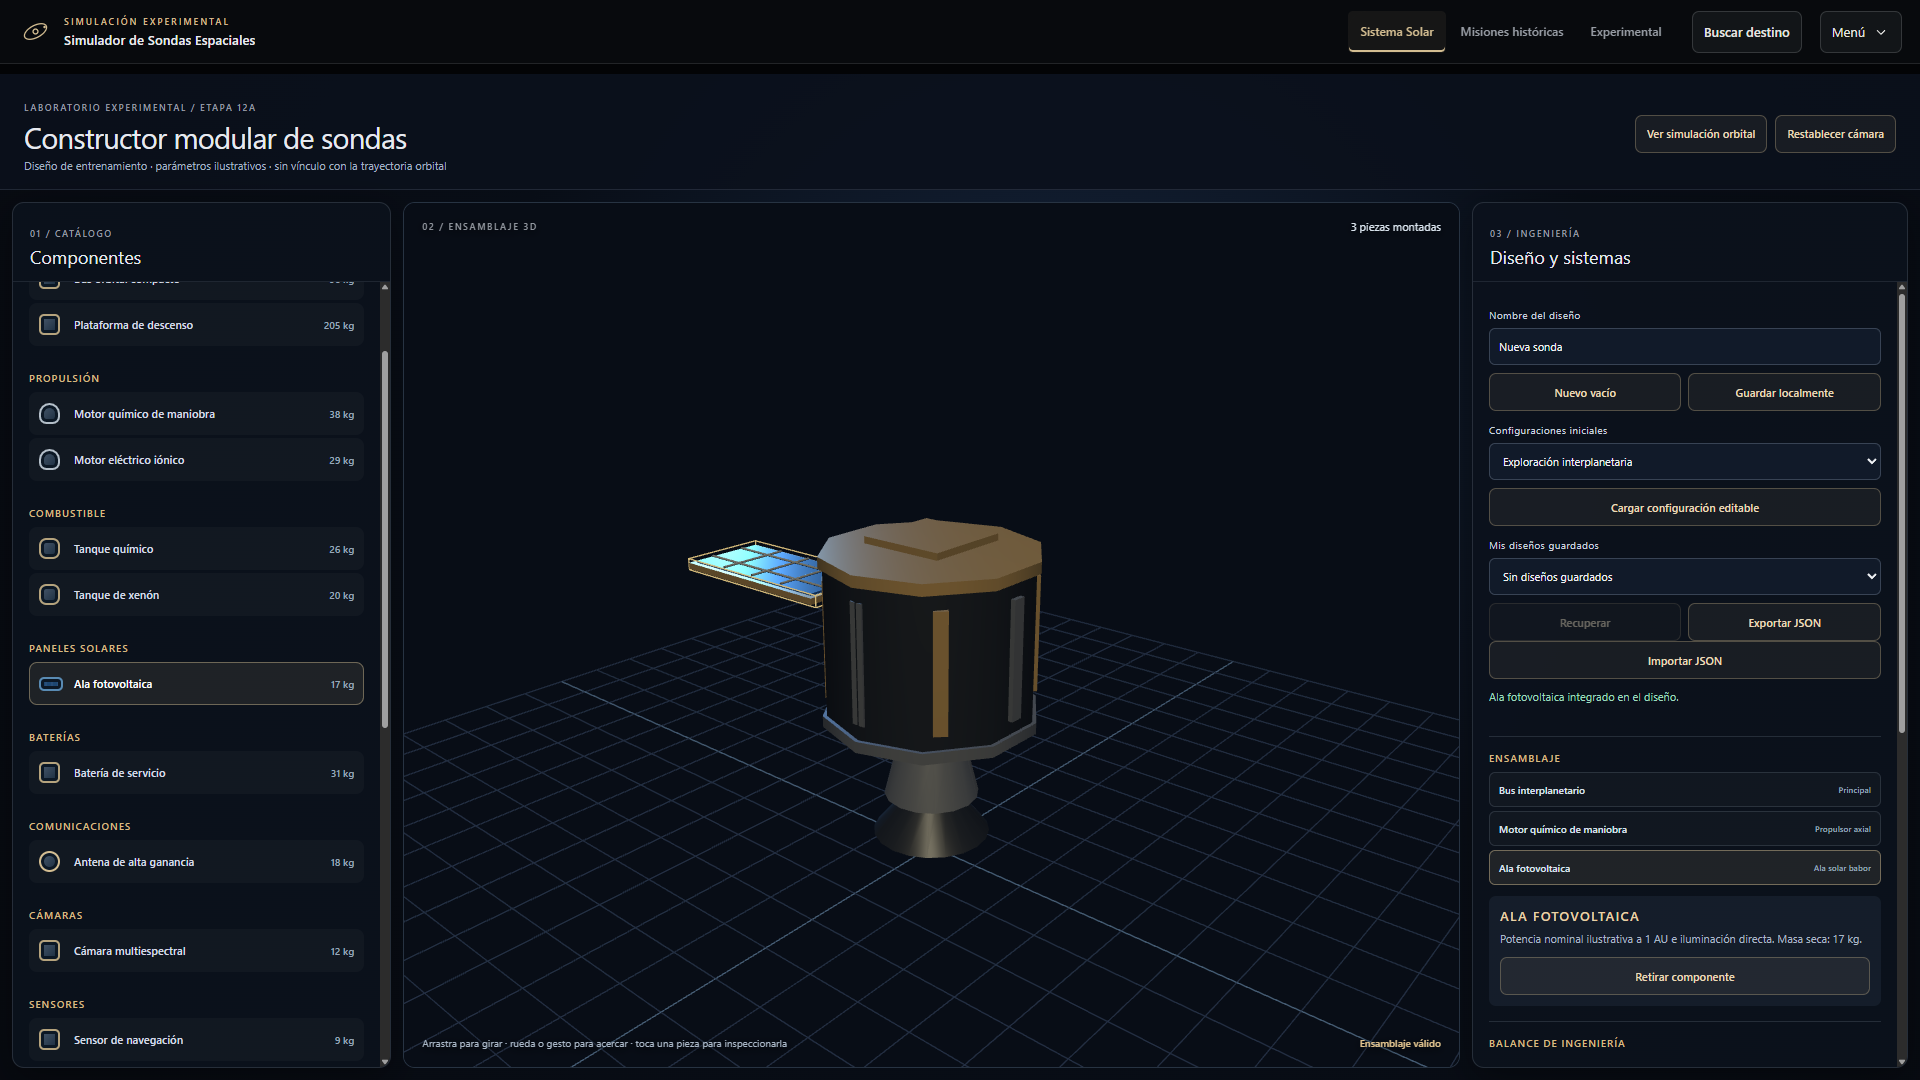 SIMULACIÓN EXPERIMENTAL
Simulador de Sondas Espaciales
Sistema Solar
Misiones históricas
Experimental
Buscar destino
Menú
LABORATORIO EXPERIMENTAL / ETAPA 12A
Constructor modular de sondas
Diseño de entrenamiento · parámetros ilustrativos · sin vínculo con la trayectoria orbital
Ver simulación orbital
Restablecer cámara
01 / CATÁLOGO
Componentes
Plataforma de descenso
205 kg
PROPULSIÓN
Motor químico de maniobra
38 kg
Motor eléctrico iónico
29 kg
COMBUSTIBLE
Tanque químico
26 kg
Tanque de xenón
20 kg
PANELES SOLARES
Ala fotovoltaica
17 kg
BATERÍAS
Batería de servicio
31 kg
COMUNICACIONES
Antena de alta ganancia
18 kg
CÁMARAS
Cámara multiespectral
12 kg
SENSORES
Sensor de navegación
9 kg
02 / ENSAMBLAJE 3D
3 piezas montadas
Arrastra para girar · rueda o gesto para acercar · toca una pieza para inspeccionarla
Ensamblaje válido
03 / INGENIERÍA
Diseño y sistemas
Nombre del diseño
Nueva sonda
Nuevo vacío
Guardar localmente
Configuraciones iniciales
Exploración interplanetaria
Cargar configuración editable
Mis diseños guardados
Sin diseños guardados
Recuperar
Exportar JSON
Importar JSON
Ala fotovoltaica integrado en el diseño.
ENSAMBLAJE
Bus interplanetario
Principal
Motor químico de maniobra
Propulsor axial
Ala fotovoltaica
Ala solar babor
ALA FOTOVOLTAICA
Potencia nominal ilustrativa a 1 AU e iluminación directa. Masa seca: 17 kg.
Retirar componente
BALANCE DE INGENIERÍA